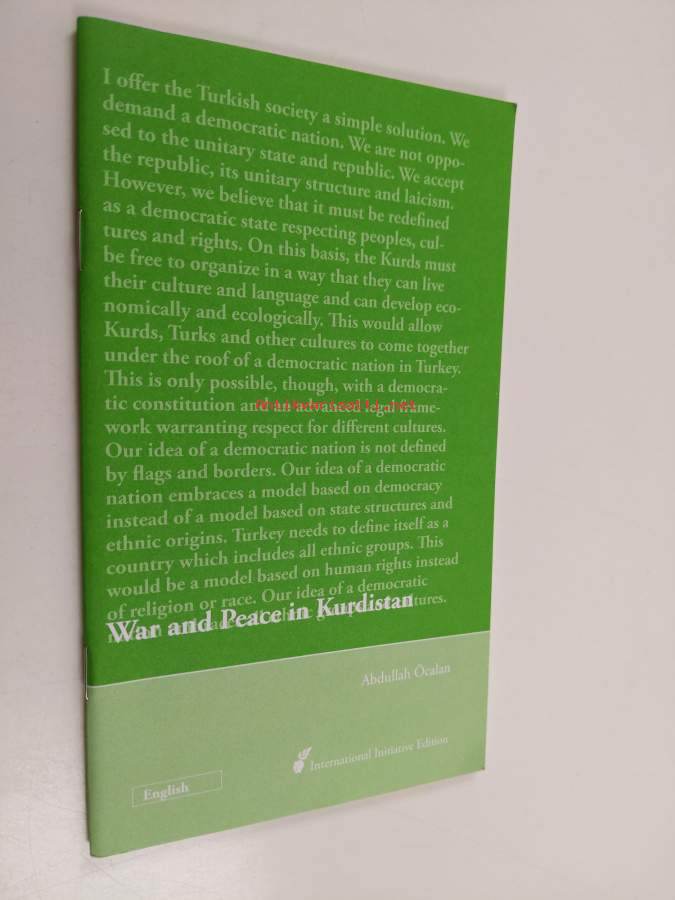 I offer the Turkish society a simple solution. We
demand a democratic nation. We are not oppo-
sed to the unitary state and republic. We accept
the republic, its unitary structure and laicism.
However, we believe that it must be redefined
as a democratic state respecting peoples, cul-
tures and rights. On this basis, the Kurds must
be free to organize in a way that they can live
their culture and language and can develop eco-
nomically and ecologically. This would allow
Kurds, Turks and other cultures to come together
under the roof of a democratic nation in Turkey.
This is only possible, though, with a democra-
tic constitution and an advanced legal frame-
work warranting respect for different cultures.
Our idea of a democratic nation is not defined
by flags and borders. Our idea of a democratic
nation embraces a model based on democracy
instead of a model based on state structures and
ethnic origins. Turkey needs to define itself as a
country which includes all ethnic groups. This
would be a model based on human rights instead
of religion or race. Our idea of a democratic
War and Peace in Kurdistan
Abdullah Öcalan
International Initiative Edition
English